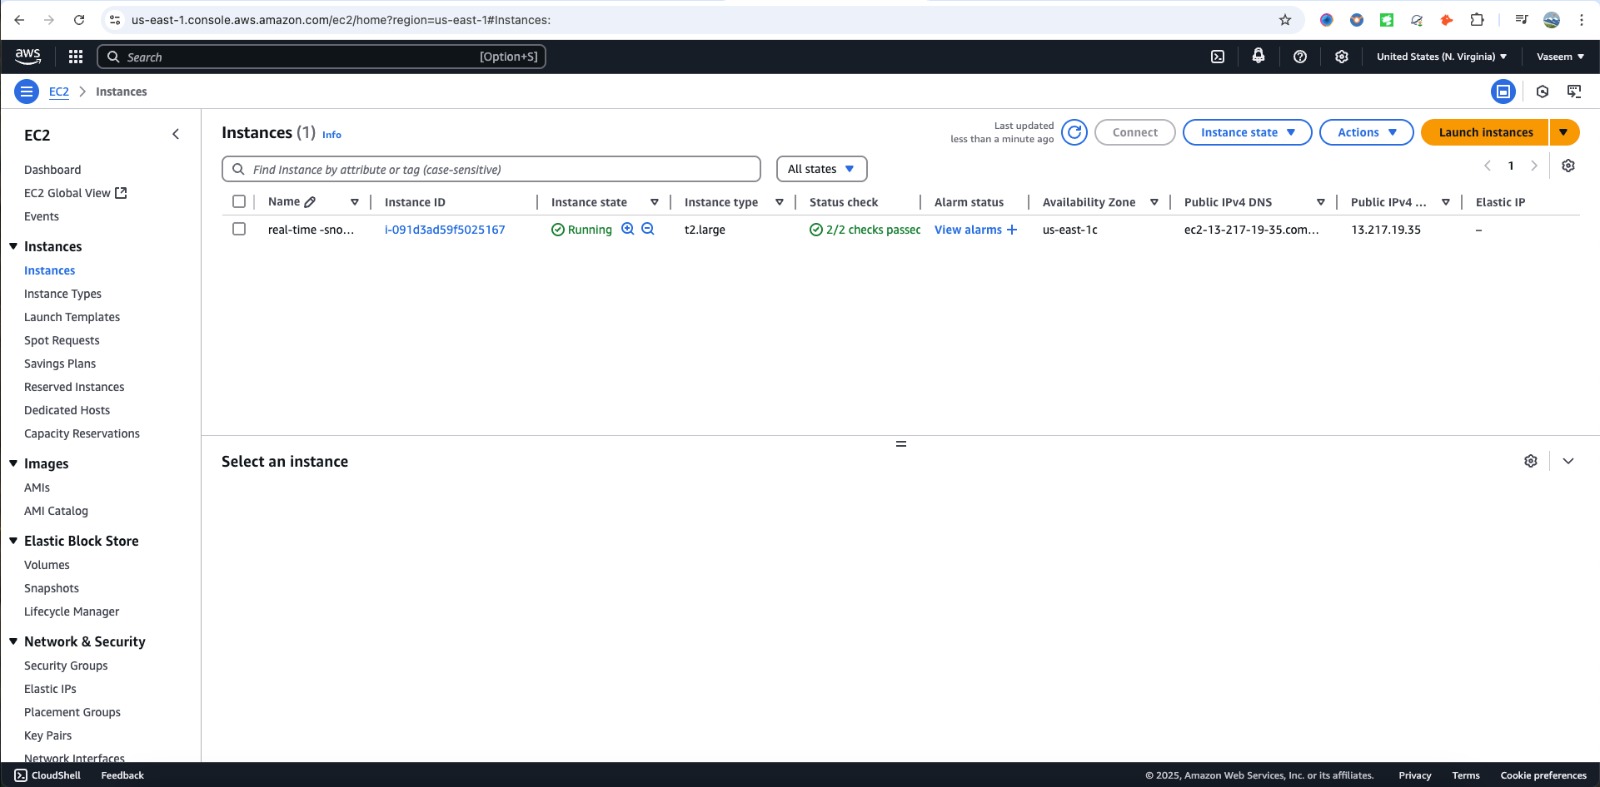 us-east-1.console.aws.amazon.com/ec2/home?region=us-east-1#Instances:
aws
Search
[Option+S]
United States (N. Virginia)
Vaseem
EC2
Instances
EC2
Dashboard
EC2 Global View
Events
Instances
Instances
Instance Types
Launch Templates
Spot Requests
Savings Plans
Reserved Instances
Dedicated Hosts
Capacity Reservations
Images
AMIs
AMI Catalog
Elastic Block Store
Volumes
Snapshots
Lifecycle Manager
Network & Security
Security Groups
Elastic IPs
Placement Groups
Key Pairs
Network Interfaces
Instances (1) Info
Last updated
less than a minute ago
Connect
Instance state
Actions
Launch instances
Find Instance by attribute or tag (case-sensitive)
All states
1
Name Instance ID Instance state Instance type Status check Alarm status Availability Zone Public IPv4 DNS Public IPv4 ... Elastic IP
real-time -sno... i-091d3ad59f5025167 Running t2.large 2/2 checks passec View alarms + us-east-1c ec2-13-217-19-35.com... 13.217.19.35 –
Select an instance
CloudShell Feedback
© 2025, Amazon Web Services, Inc. or its affiliates. Privacy Terms Cookie preferences